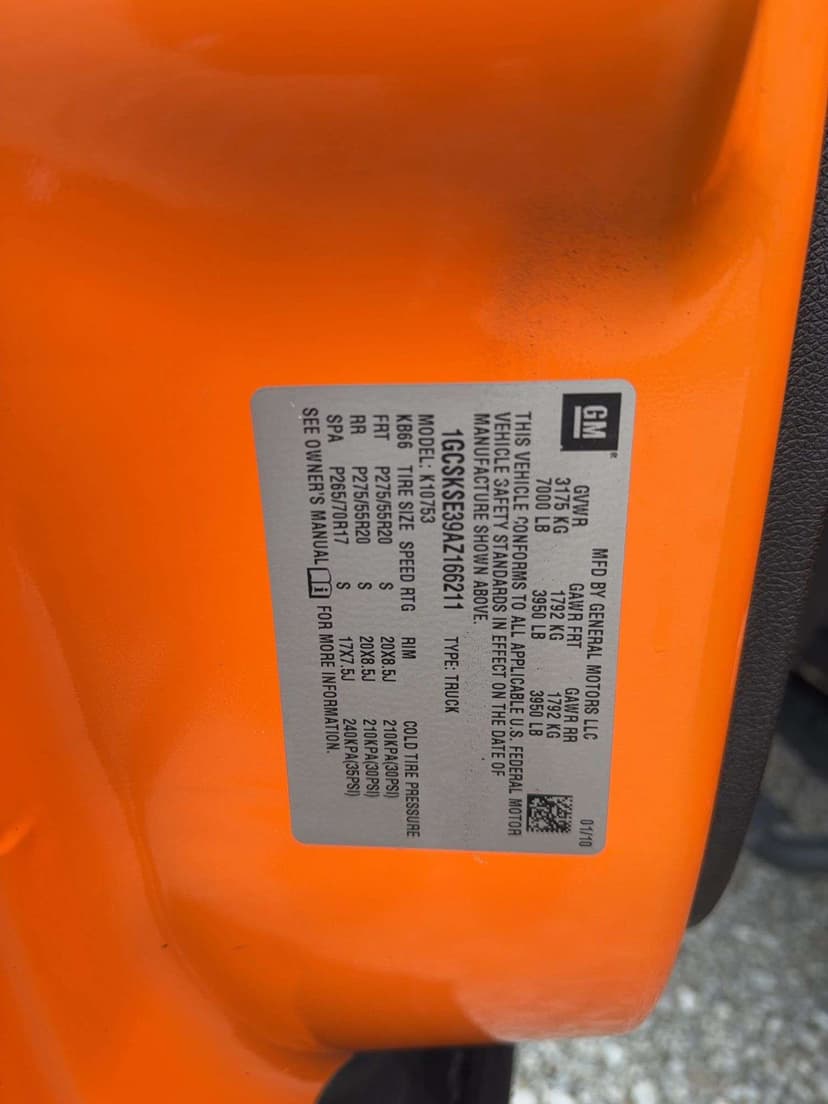 GM
MFD BY GENERAL MOTORS LLC 01/10
GVWR GAWR FRT GAWR RR
3175 KG 1792 KG 1792 KG
7000 LB 3950 LB 3950 LB
THIS VEHICLE CONFORMS TO ALL APPLICABLE U.S. FEDERAL MOTOR
VEHICLE SAFETY STANDARDS IN EFFECT ON THE DATE OF
MANUFACTURE SHOWN ABOVE.
1GCSKSE39AZ166211 TYPE: TRUCK
MODEL: K10753
KB66 TIRE SIZE SPEED RTG RIM COLD TIRE PRESSURE
FRT P275/55R20 S 20X8.5J 210KPA(30PSI)
RR P275/55R20 S 20X8.5J 210KPA(30PSI)
SPA P265/70R17 S 17X7.5J 240KPA(35PSI)
SEE OWNER'S MANUAL i FOR MORE INFORMATION.